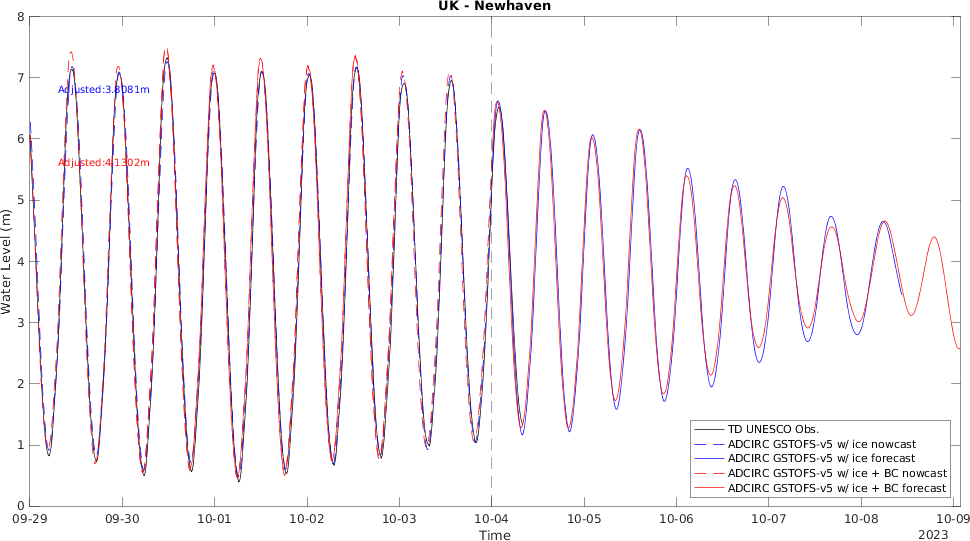 UK - Newhaven
8
7
6
5
4
3
2
1
0
Water Level (m)
Adjusted:3.8081m
Adjusted:4.1302m
TD UNESCO Obs.
ADCIRC GSTOFS-v5 w/ ice nowcast
ADCIRC GSTOFS-v5 w/ ice forecast
ADCIRC GSTOFS-v5 w/ ice + BC nowcast
ADCIRC GSTOFS-v5 w/ ice + BC forecast
09-29 09-30 10-01 10-02 10-03 10-04 10-05 10-06 10-07 10-08 10-09
Time
2023